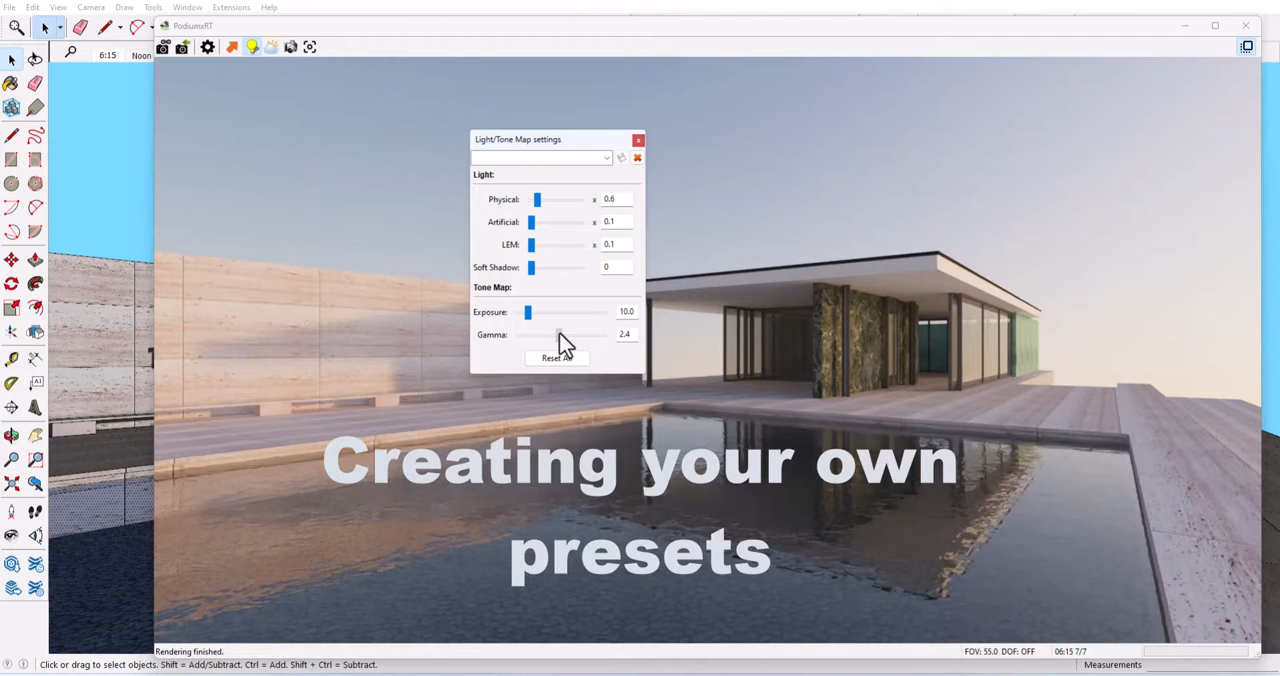 File Edit View Camera Draw Tools Window Extensions Help
PodiumxRT
6:15 Noon
Light/Tone Map settings
Light:
Physical: x 0.6
Artificial: x 0.1
LEM: x 0.1
Soft Shadow: 0
Tone Map:
Exposure: 10.0
Gamma: 2.4
Reset All
Creating your own
presets
Rendering finished. FOV: 55.0 DOF: OFF 06:15 7/7
Click or drag to select objects. Shift = Add/Subtract. Ctrl = Add. Shift + Ctrl = Subtract. Measurements